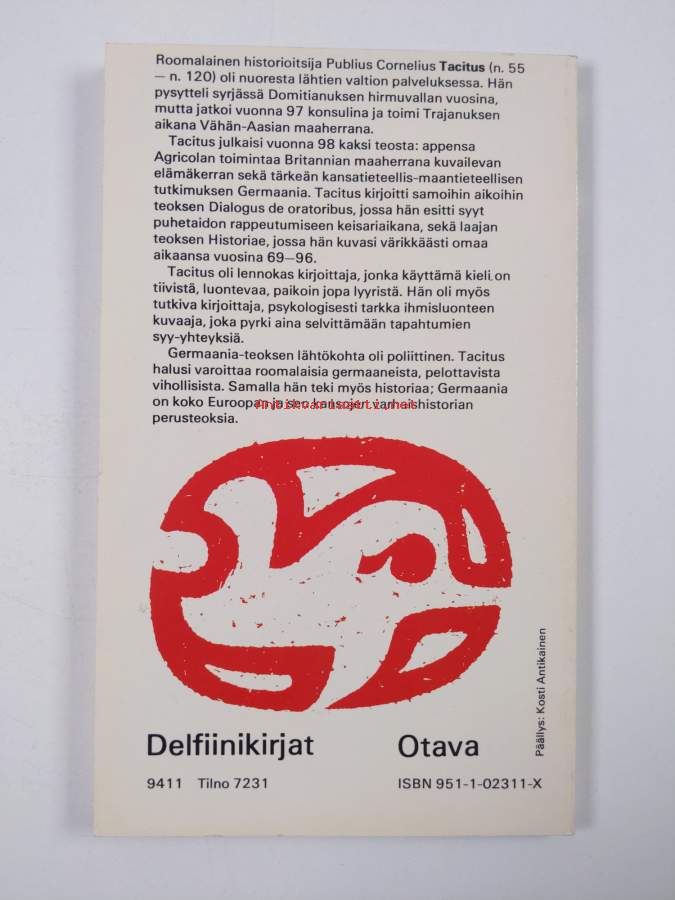 Roomalainen historioitsija Publius Cornelius Tacitus (n. 55
— n. 120) oli nuoresta lähtien valtion palveluksessa. Hän
pysytteli syrjässä Domitianuksen hirmuvallan vuosina,
mutta jatkoi vuonna 97 konsulina ja toimi Trajanuksen
aikana Vähän-Aasian maaherrana.
Tacitus julkaisi vuonna 98 kaksi teosta: appensa
Agricolan toimintaa Britannian maaherrana kuvailevan
elämäkerran sekä tärkeän kansatieteellis-maantieteellisen
tutkimuksen Germaania. Tacitus kirjoitti samoihin aikoihin
teoksen Dialogus de oratoribus, jossa hän esitti syyt
puhetaidon rappeutumiseen keisariaikana, sekä laajan
teoksen Historiae, jossa hän kuvasi värikkäästi omaa
aikaansa vuosina 69—96.
Tacitus oli lennokas kirjoittaja, jonka käyttämä kieli on
tiivistä, luontevaa, paikoin jopa lyyristä. Hän oli myös
tutkiva kirjoittaja, psykologisesti tarkka ihmisluonteen
kuvaaja, joka pyrki aina selvittämään tapahtumien
syy-yhteyksiä.
Germaania-teoksen lähtökohta oli poliittinen. Tacitus
halusi varoittaa roomalaisia germaaneista, pelottavista
vihollisista. Samalla hän teki myös historiaa; Germaania
on koko Euroopan ja sen kansojen varhaishistorian
perusteoksia.
Delfiinikirjat Otava
9411 Tilno 7231 ISBN 951-1-02311-X
Päällys: Kosti Antikainen